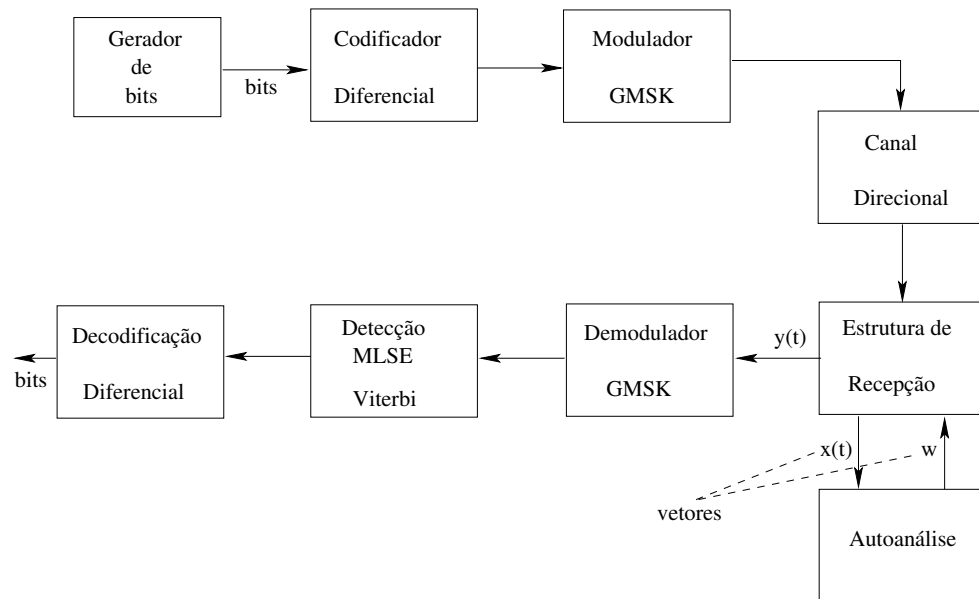 Gerador
de
bits
bits
Codificador
Diferencial
Modulador
GMSK
Canal
Direcional
Estrutura de
Recepção
y(t)
Demodulador
GMSK
Detecção
MLSE
Viterbi
Decodificação
Diferencial
bits
x(t)
w
vetores
Autoanálise